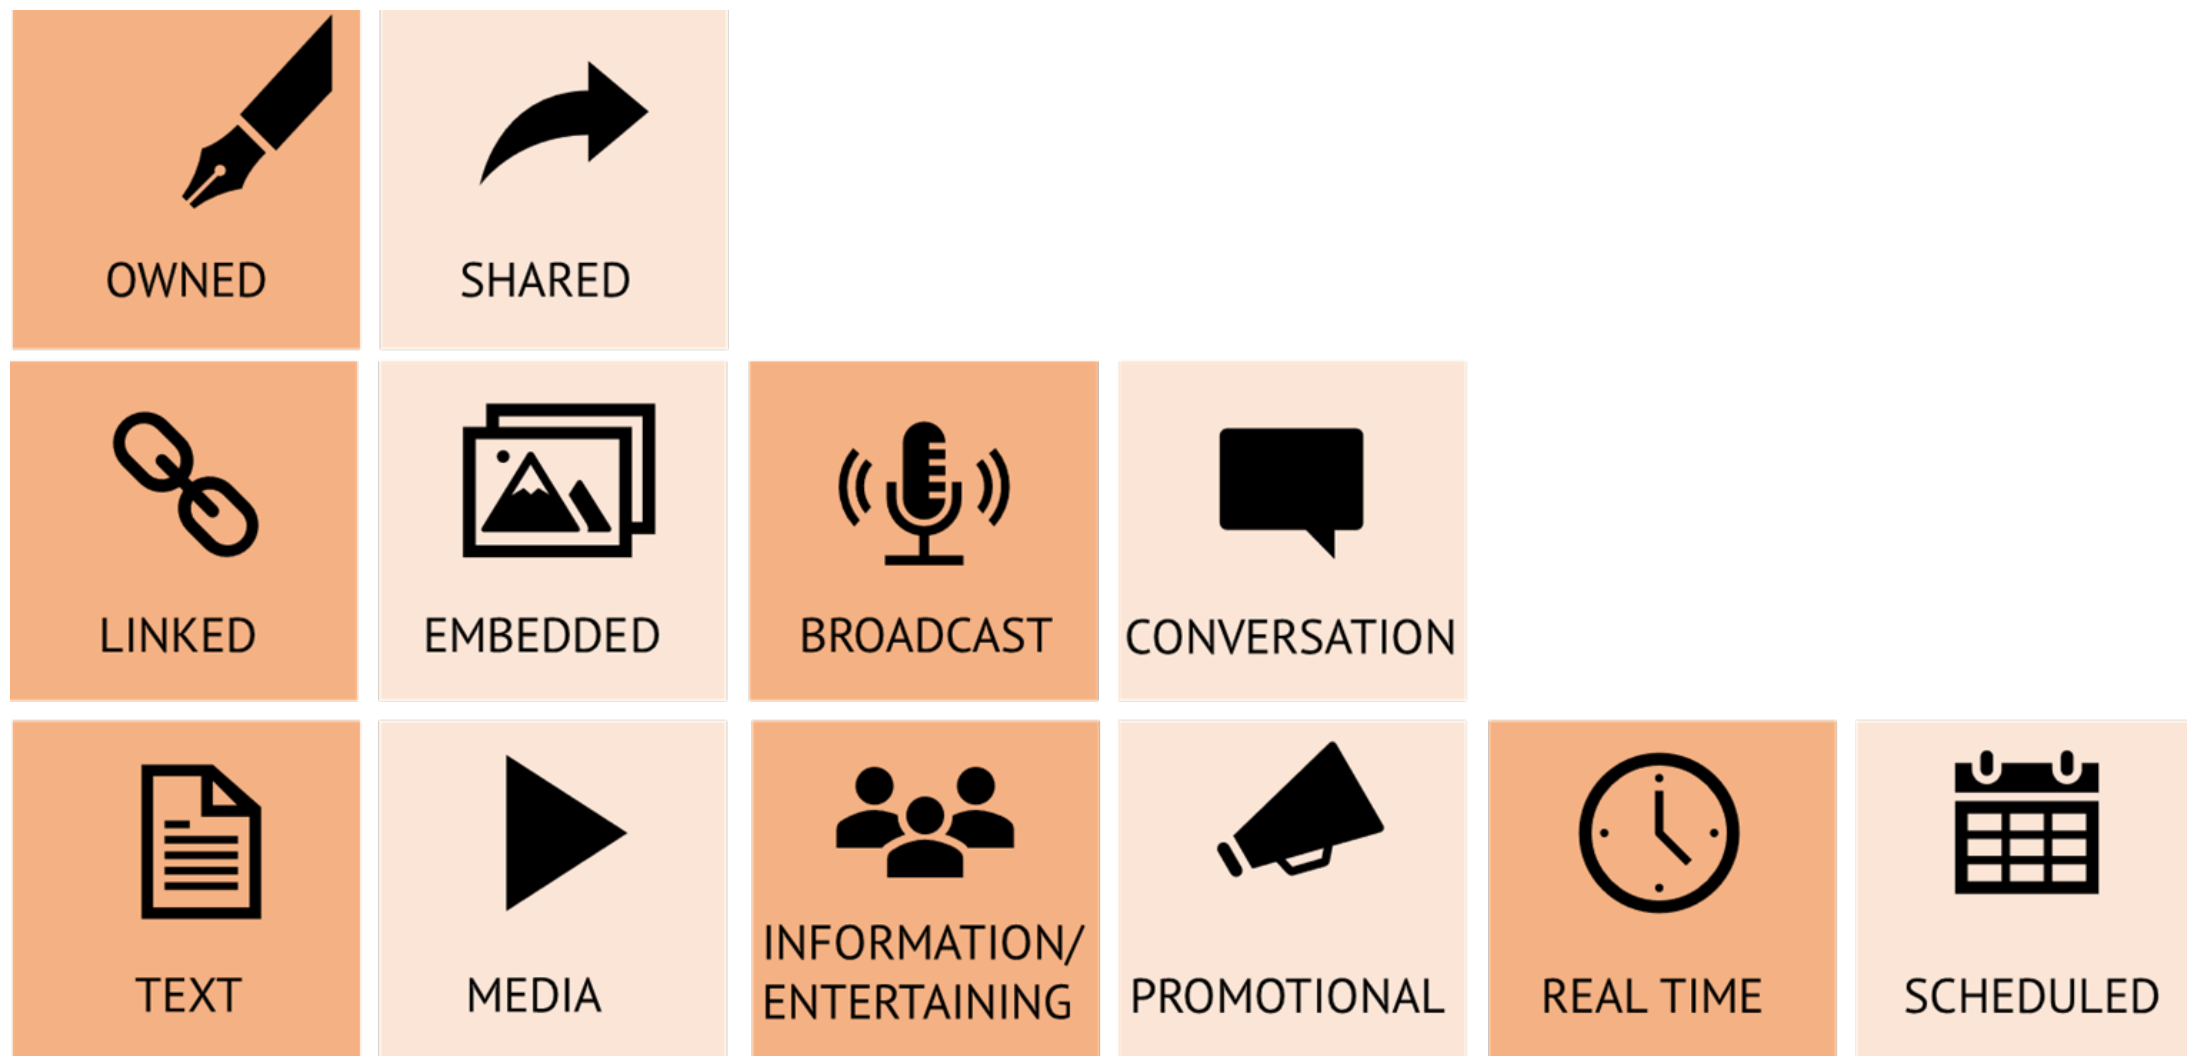 OWNED
SHARED
LINKED
EMBEDDED
BROADCAST
CONVERSATION
TEXT
MEDIA
INFORMATION/
ENTERTAINING
PROMOTIONAL
REAL TIME
SCHEDULED